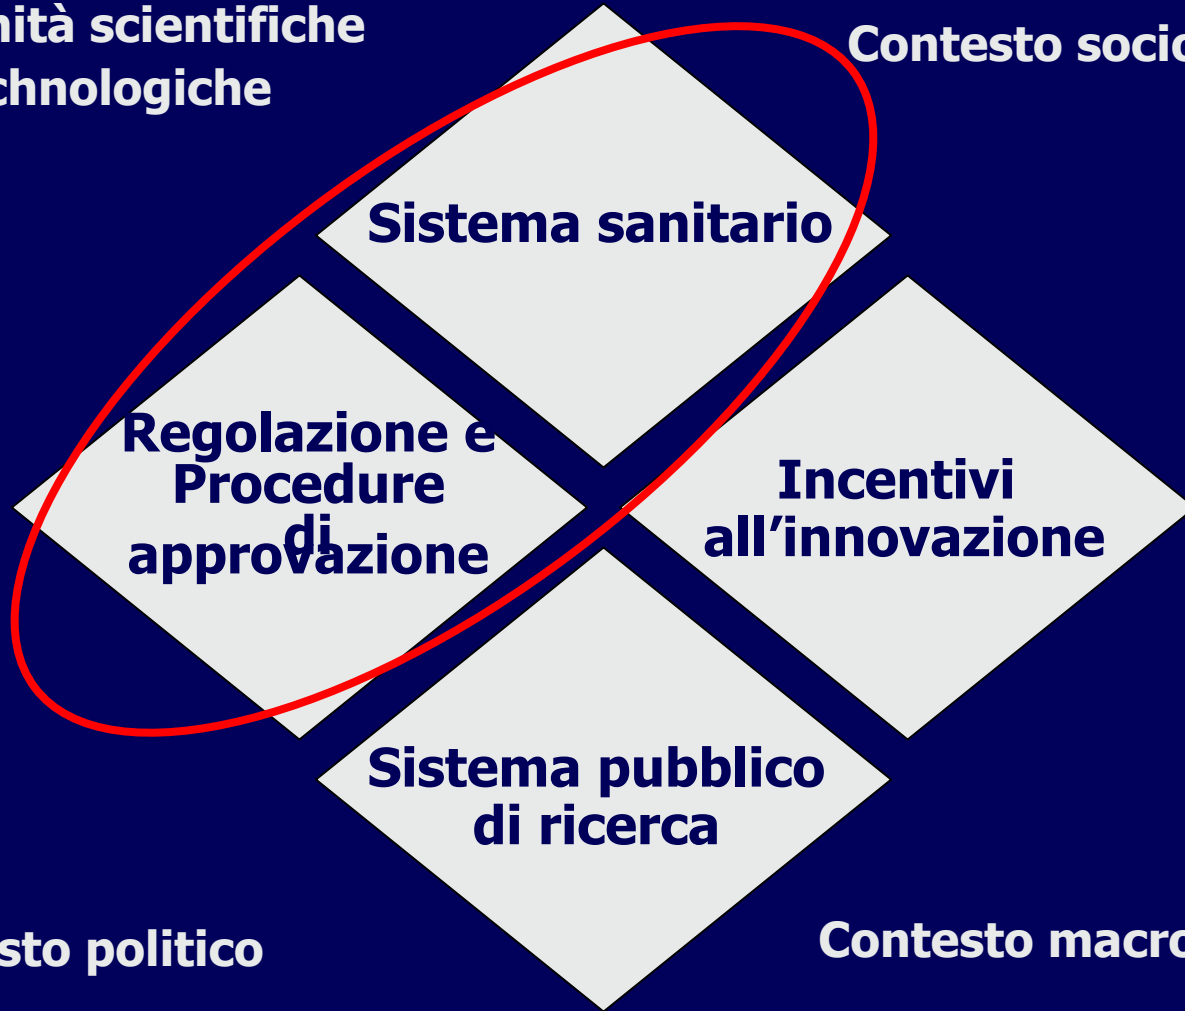 nità scientifiche
chnologiche
Contesto socio
Sistema sanitario
Regolazione e
Procedure
di
approvazione
Incentivi
all’innovazione
Sistema pubblico
di ricerca
sto politico
Contesto macro